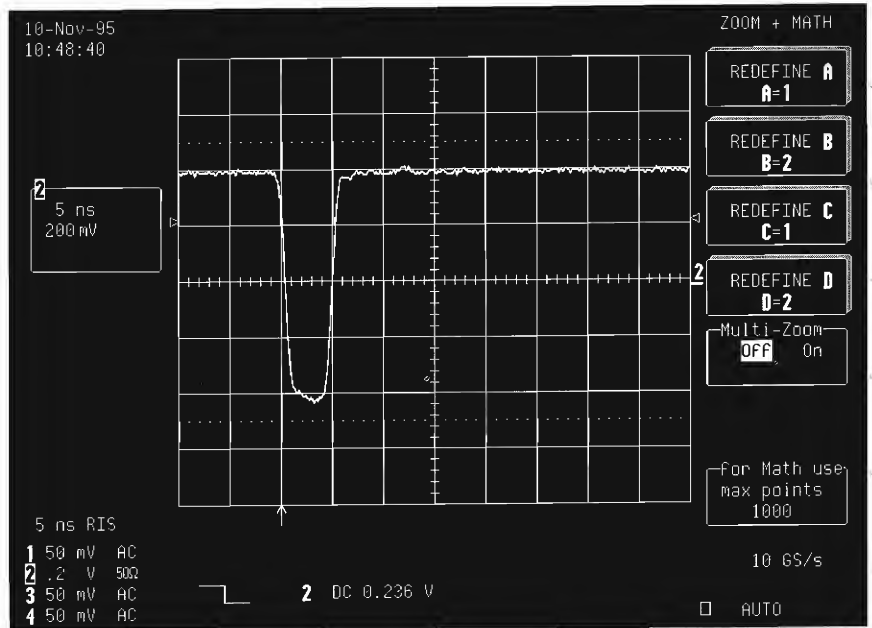 10-Nov-95
10:48:40
ZOOM + MATH
REDEFINE A
A=1
REDEFINE B
B=2
2
5 ns
200mV
REDEFINE C
C=1
2
REDEFINE D
D=2
Multi-Zoom
Off On
For Math use
max points
1000
5 ns RIS
1 50 mV AC
2 .2 V 50Ω
3 50 mV AC
4 50 mV AC
2 DC 0.236 V
10 GS/s
AUTO